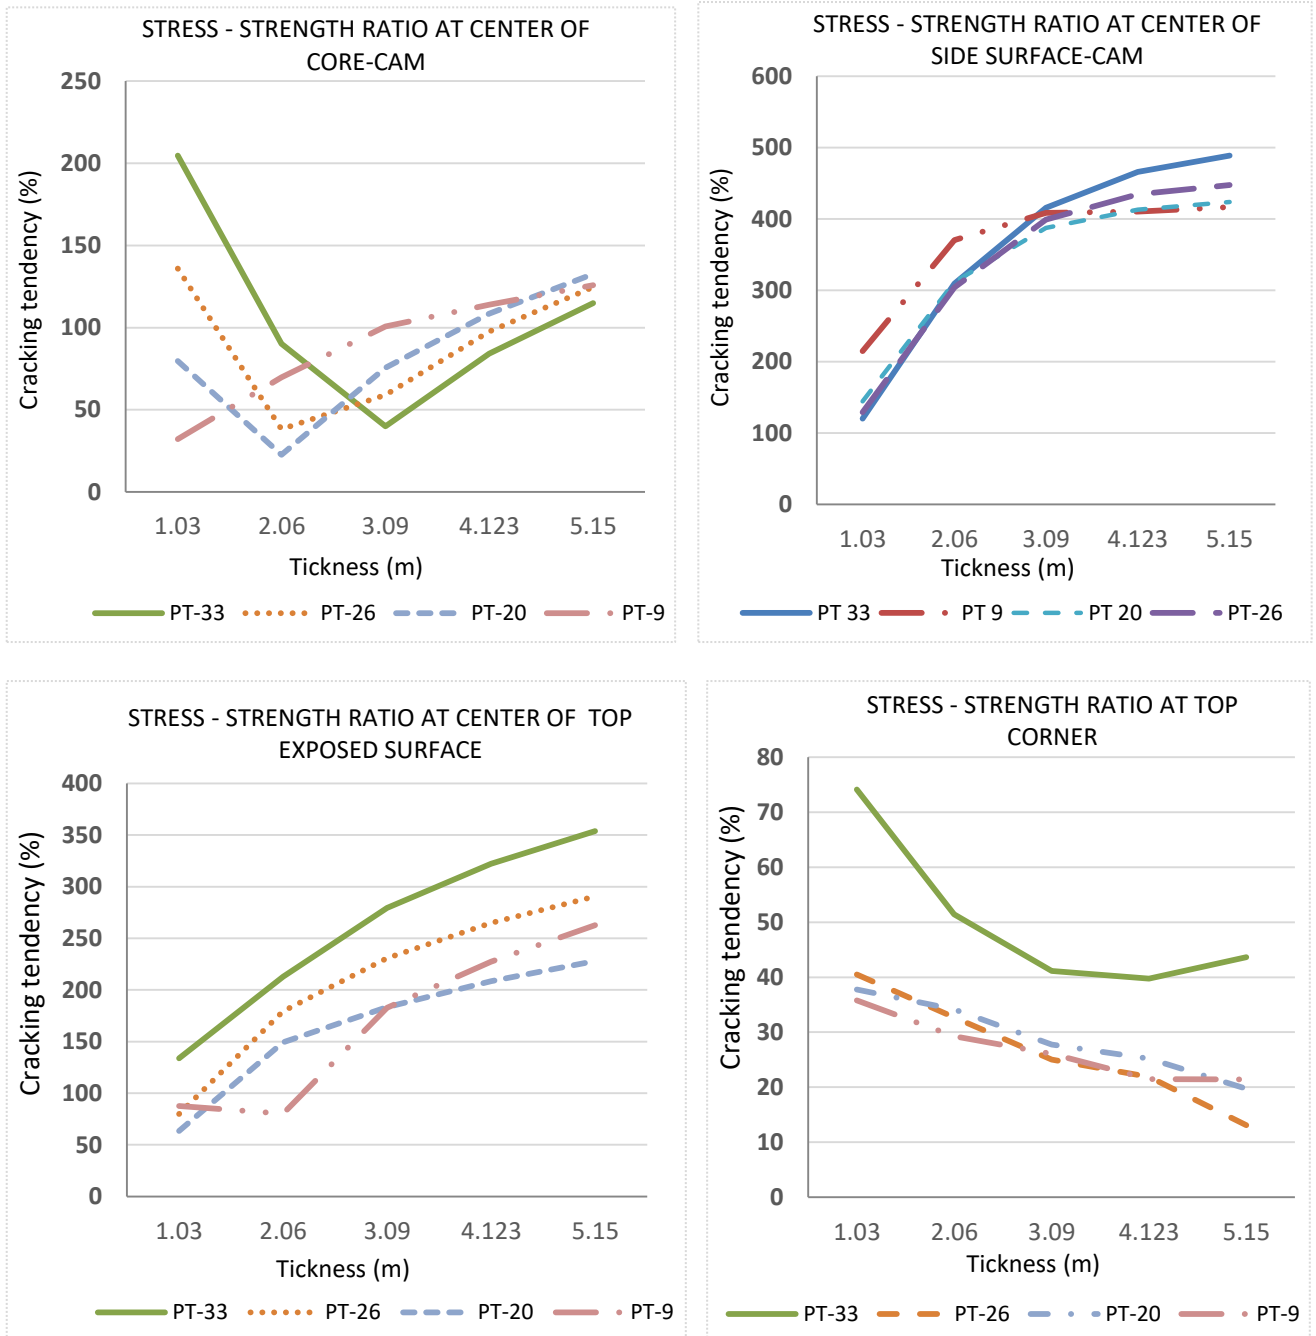 STRESS - STRENGTH RATIO AT CENTER OF
CORE-CAM
Cracking tendency (%)
250
200
150
100
50
0
1.03 2.06 3.09 4.123 5.15
Tickness (m)
PT-33 PT-26 PT-20 PT-9
STRESS - STRENGTH RATIO AT CENTER OF
SIDE SURFACE-CAM
Cracking tendency (%)
600
500
400
300
200
100
0
1.03 2.06 3.09 4.123 5.15
Tickness (m)
PT 33 PT 9 PT 20 PT-26
STRESS - STRENGTH RATIO AT CENTER OF TOP
EXPOSED SURFACE
Cracking tendency (%)
400
350
300
250
200
150
100
50
0
1.03 2.06 3.09 4.123 5.15
Tickness (m)
PT-33 PT-26 PT-20 PT-9
STRESS - STRENGTH RATIO AT TOP
CORNER
Cracking tendency (%)
80
70
60
50
40
30
20
10
0
1.03 2.06 3.09 4.123 5.15
Tickness (m)
PT-33 PT-26 PT-20 PT-9